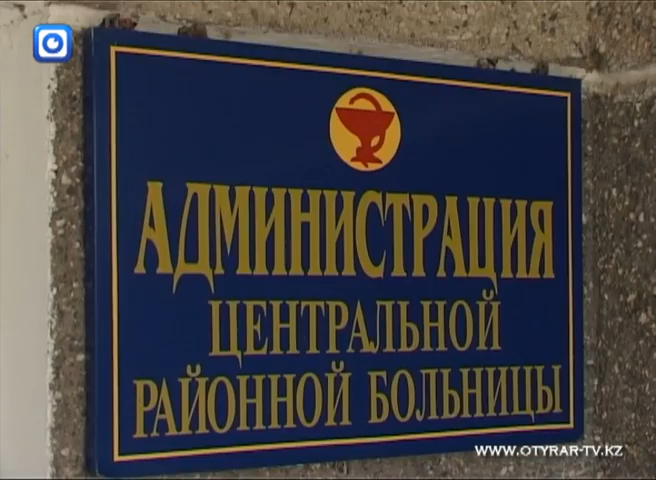 АДМИНИСТРАЦИЯ
ЦЕНТРАЛЬНОЙ
РАЙОННОЙ БОЛЬНИЦЫ
WWW.OTYRAR-TV.KZ